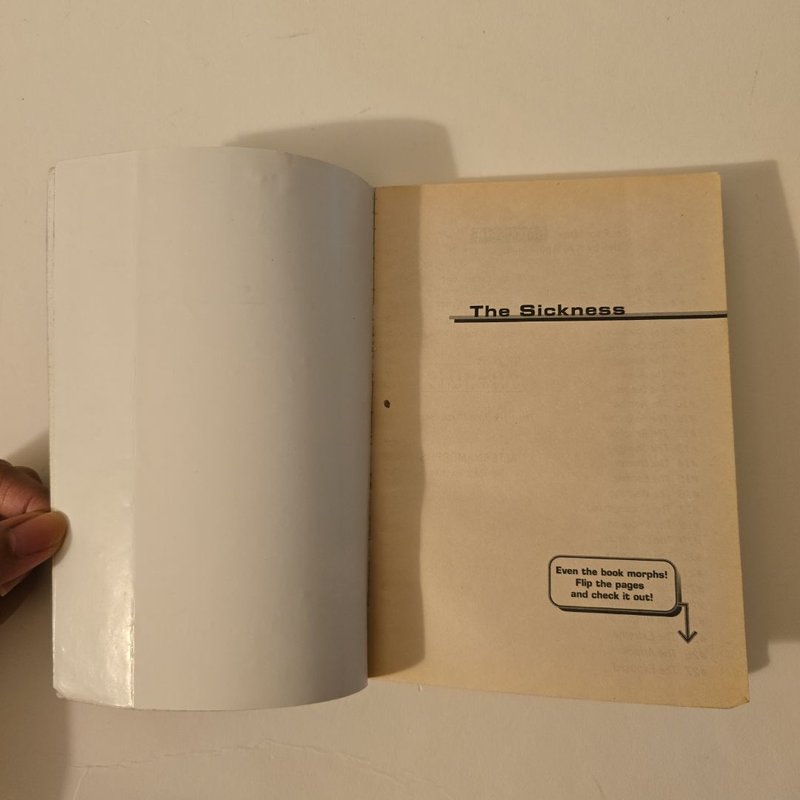 The Sickness
Even the book morphs!
Flip the pages
and check it out!